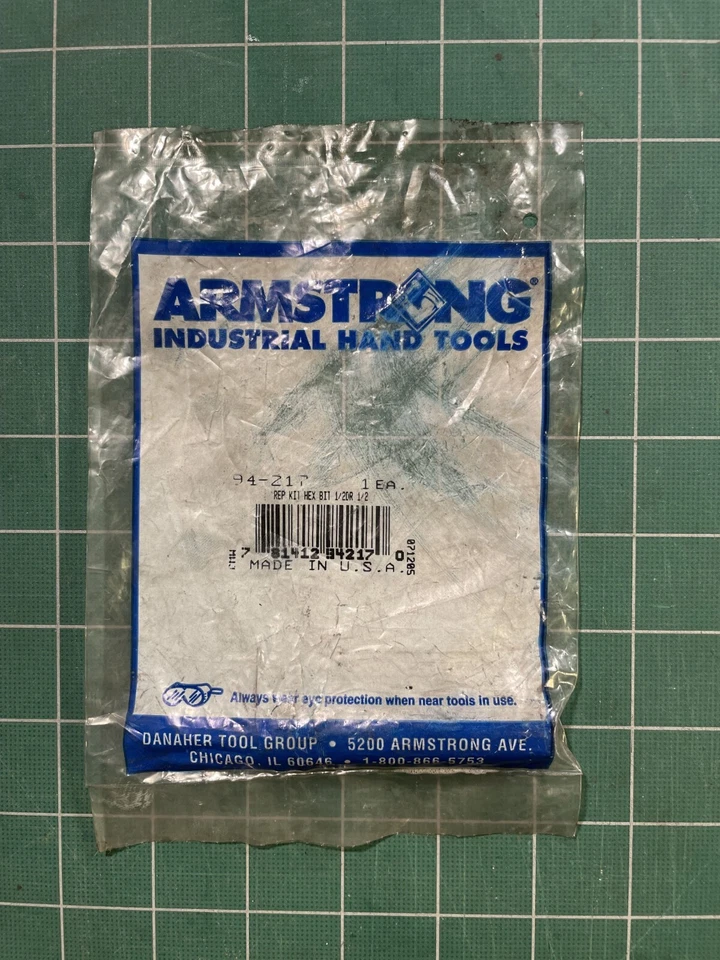 ARMSTRONG®
INDUSTRIAL HAND TOOLS
94-217 1 EA.
REP KIT HEX BIT 1/2DR 1/2
7 81412 94217 0
071205
MADE IN U.S.A.
Always wear eye protection when near tools in use.
DANAHER TOOL GROUP • 5200 ARMSTRONG AVE.
CHICAGO, IL 60646 • 1-800-866-5753